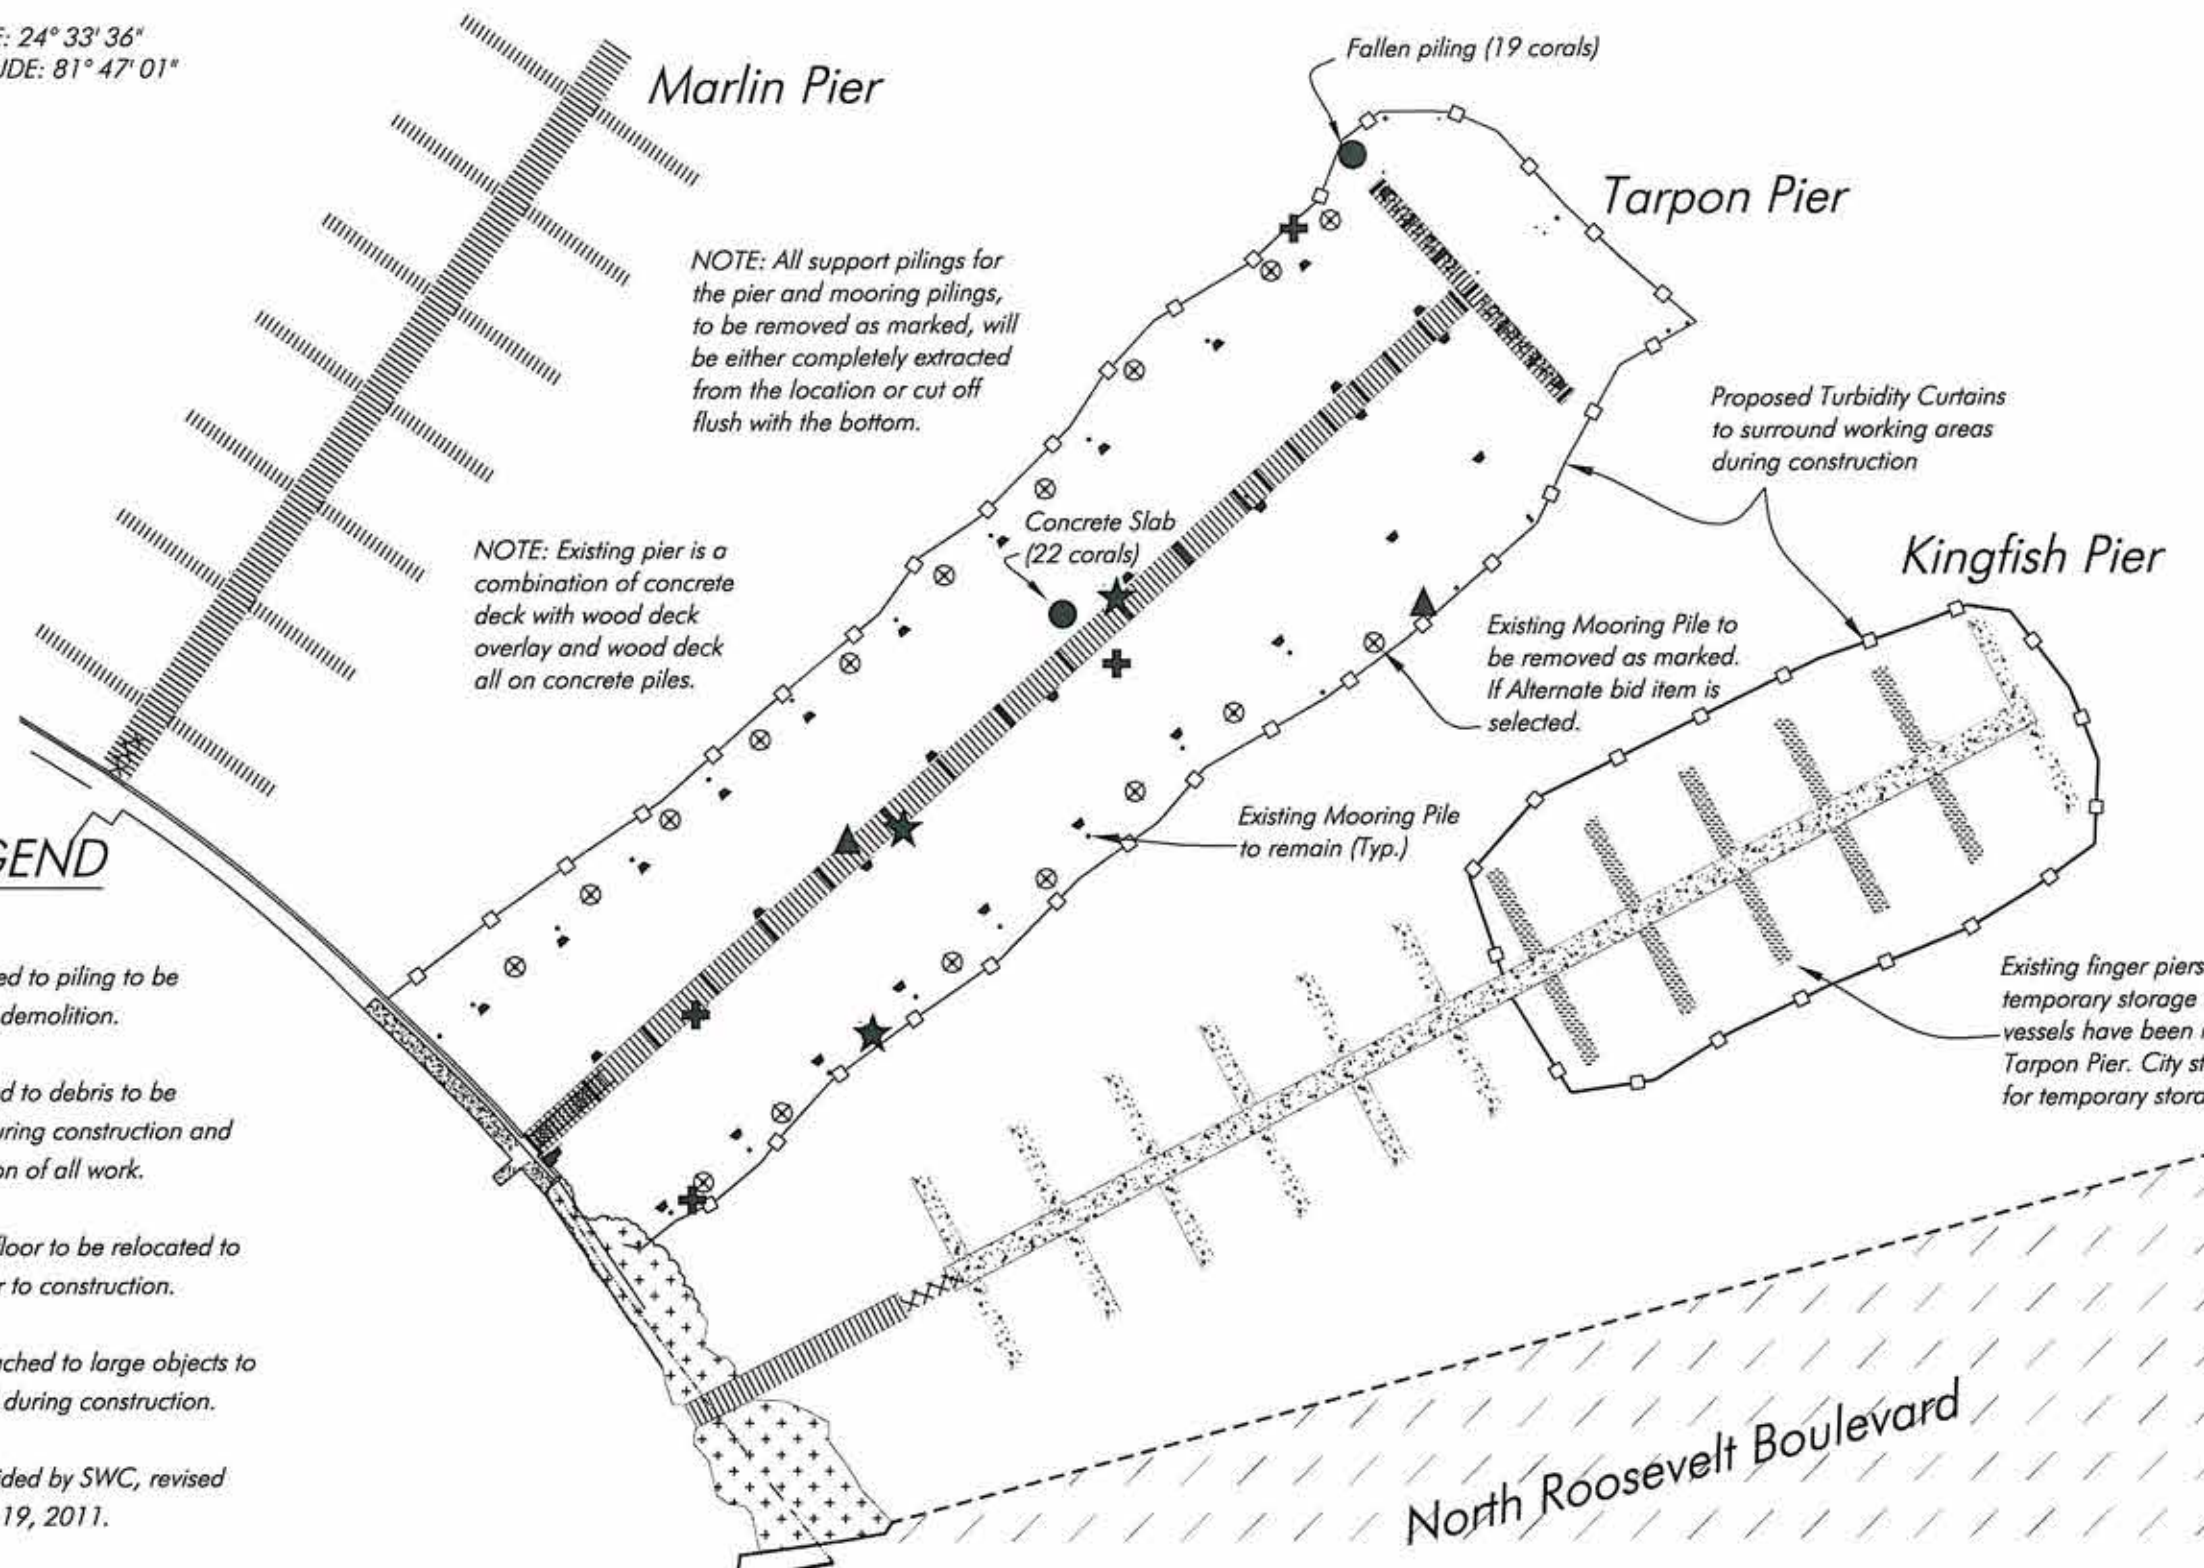 : 24° 33' 36"
UDE: 81° 47' 01"
Marlin Pier
Fallen piling (19 corals)
Tarpon Pier
NOTE: All support pilings for
the pier and mooring pilings,
to be removed as marked, will
be either completely extracted
from the location or cut off
flush with the bottom.
Proposed Turbidity Curtains
to surround working areas
during construction
Kingfish Pier
NOTE: Existing pier is a
combination of concrete
deck with wood deck
overlay and wood deck
all on concrete piles.
Concrete Slab
(22 corals)
Existing Mooring Pile to
be removed as marked.
If Alternate bid item is
selected.
Existing Mooring Pile
to remain (Typ.)
GEND
ed to piling to be
demolition.
d to debris to be
uring construction and
on of all work.
floor to be relocated to
r to construction.
ched to large objects to
during construction.
ided by SWC, revised
19, 2011.
Existing finger piers
temporary storage
vessels have been
Tarpon Pier. City st
for temporary stora
North Roosevelt Boulevard